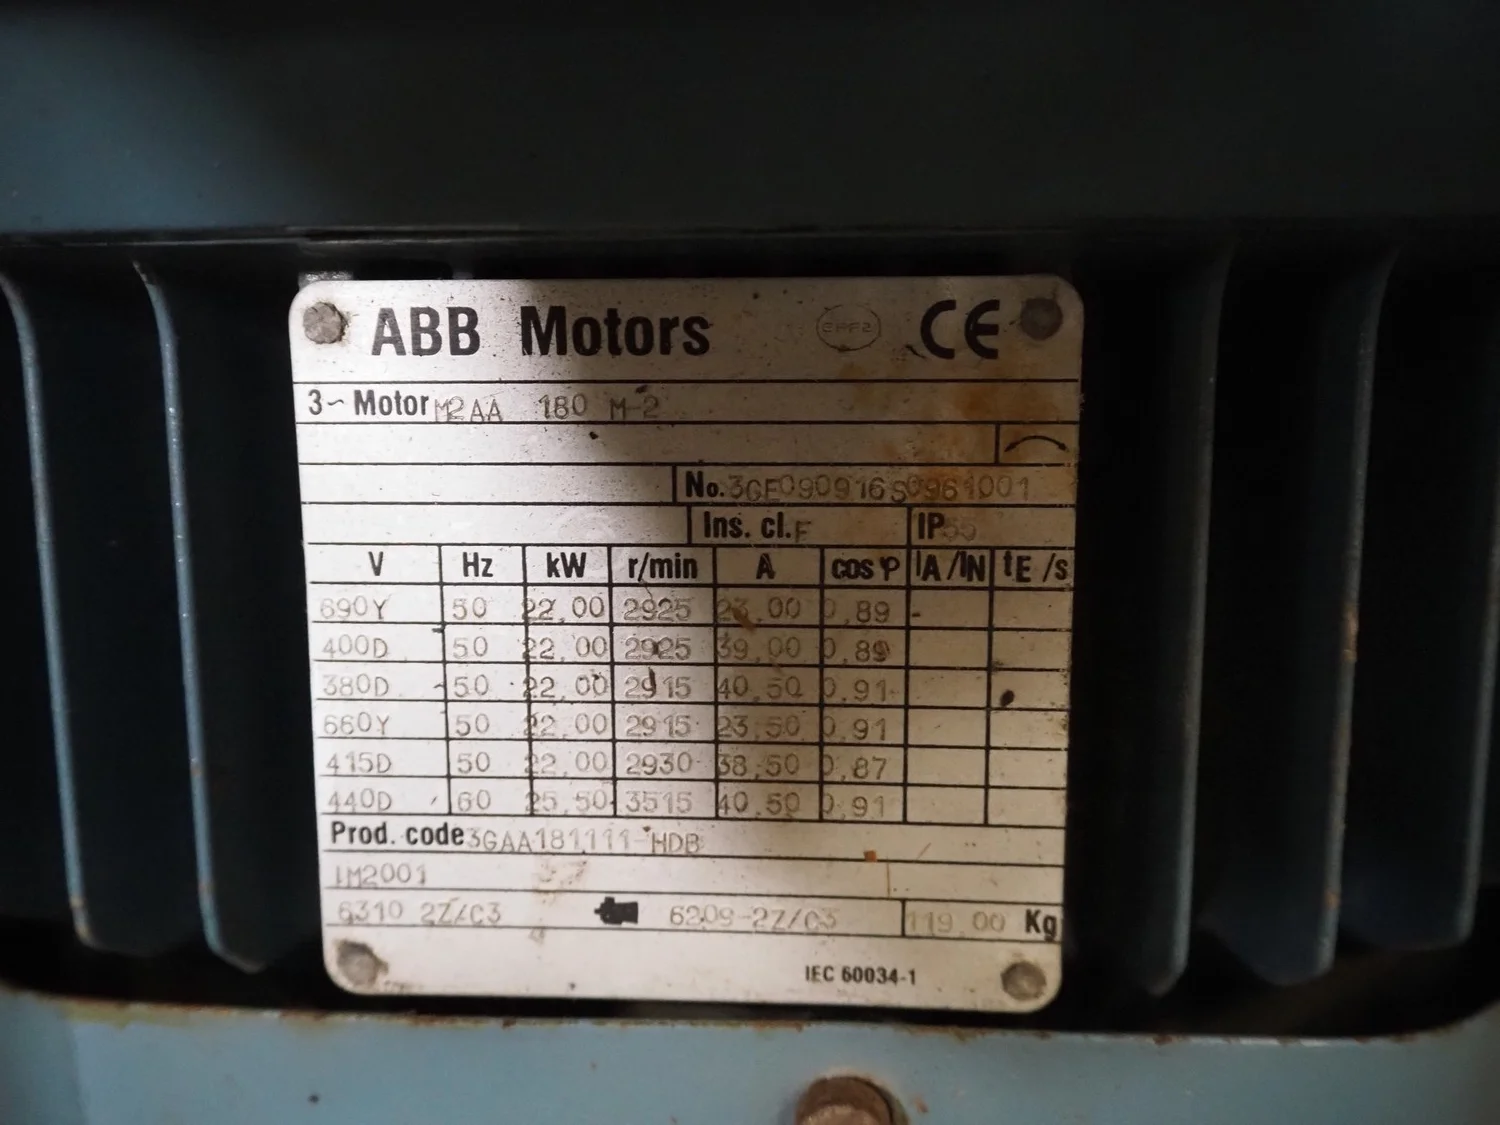 ABB Motors EFF2 CE
3~Motor M2AA 180 M-2
No. 3GF090916S0961001
Ins. cl. F IP 55
V Hz kW r/min A cos φ IA/IN tE/s
690Y 50 22,00 2925 23,00 0,89 -
400D 50 22,00 2925 39,00 0,89
380D 50 22,00 2915 40,50 0,91
660Y 50 22,00 2915 23,50 0,91
415D 50 22,00 2930 38,50 0,87
440D 60 25,50 3515 40,50 0,91
Prod. code 3GAA181111-HDB
IM2001
6310 2Z/C3 6209-2Z/C3 119,00 Kg
IEC 60034-1